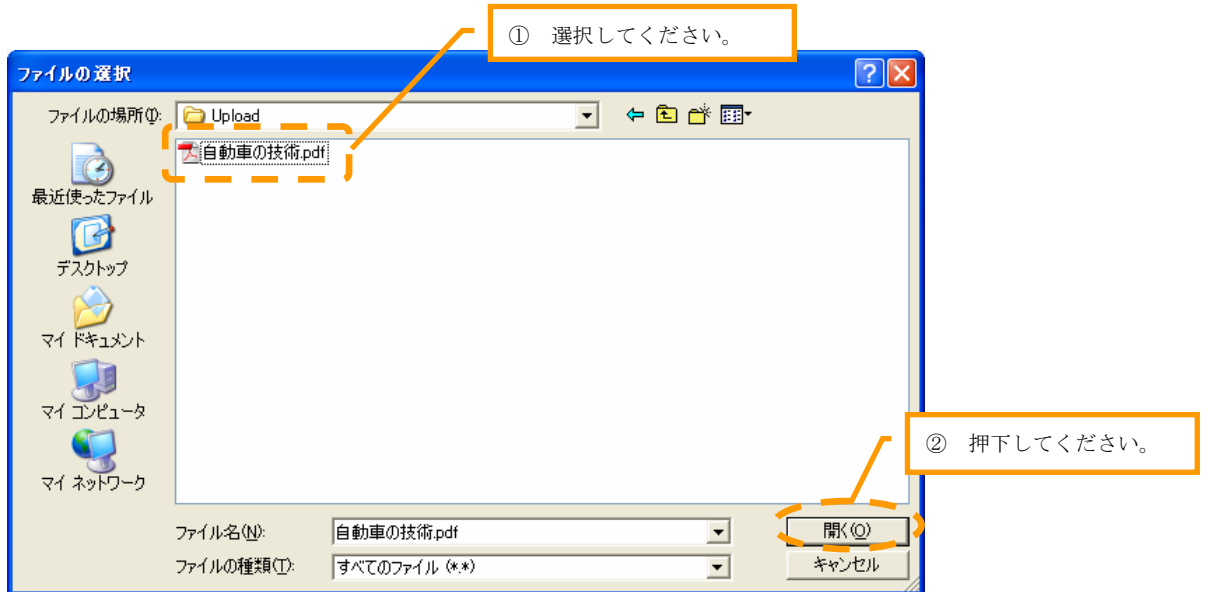 ① 選択してください。
ファイルの選択
ファイルの場所(I):
Upload
自動車の技術.pdf
最近使ったファイル
デスクトップ
マイ ドキュメント
マイ コンピュータ
マイ ネットワーク
② 押下してください。
ファイル名(N):
自動車の技術.pdf
開く(O)
ファイルの種類(T):
すべてのファイル (*.*)
キャンセル